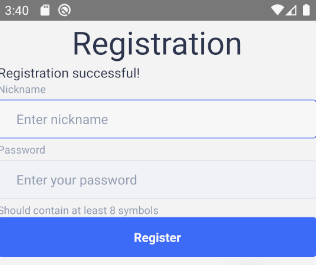 3:40
Registration
Registration successful!
Nickname
Enter nickname
Password
Enter your password
Should contain at least 8 symbols
Register